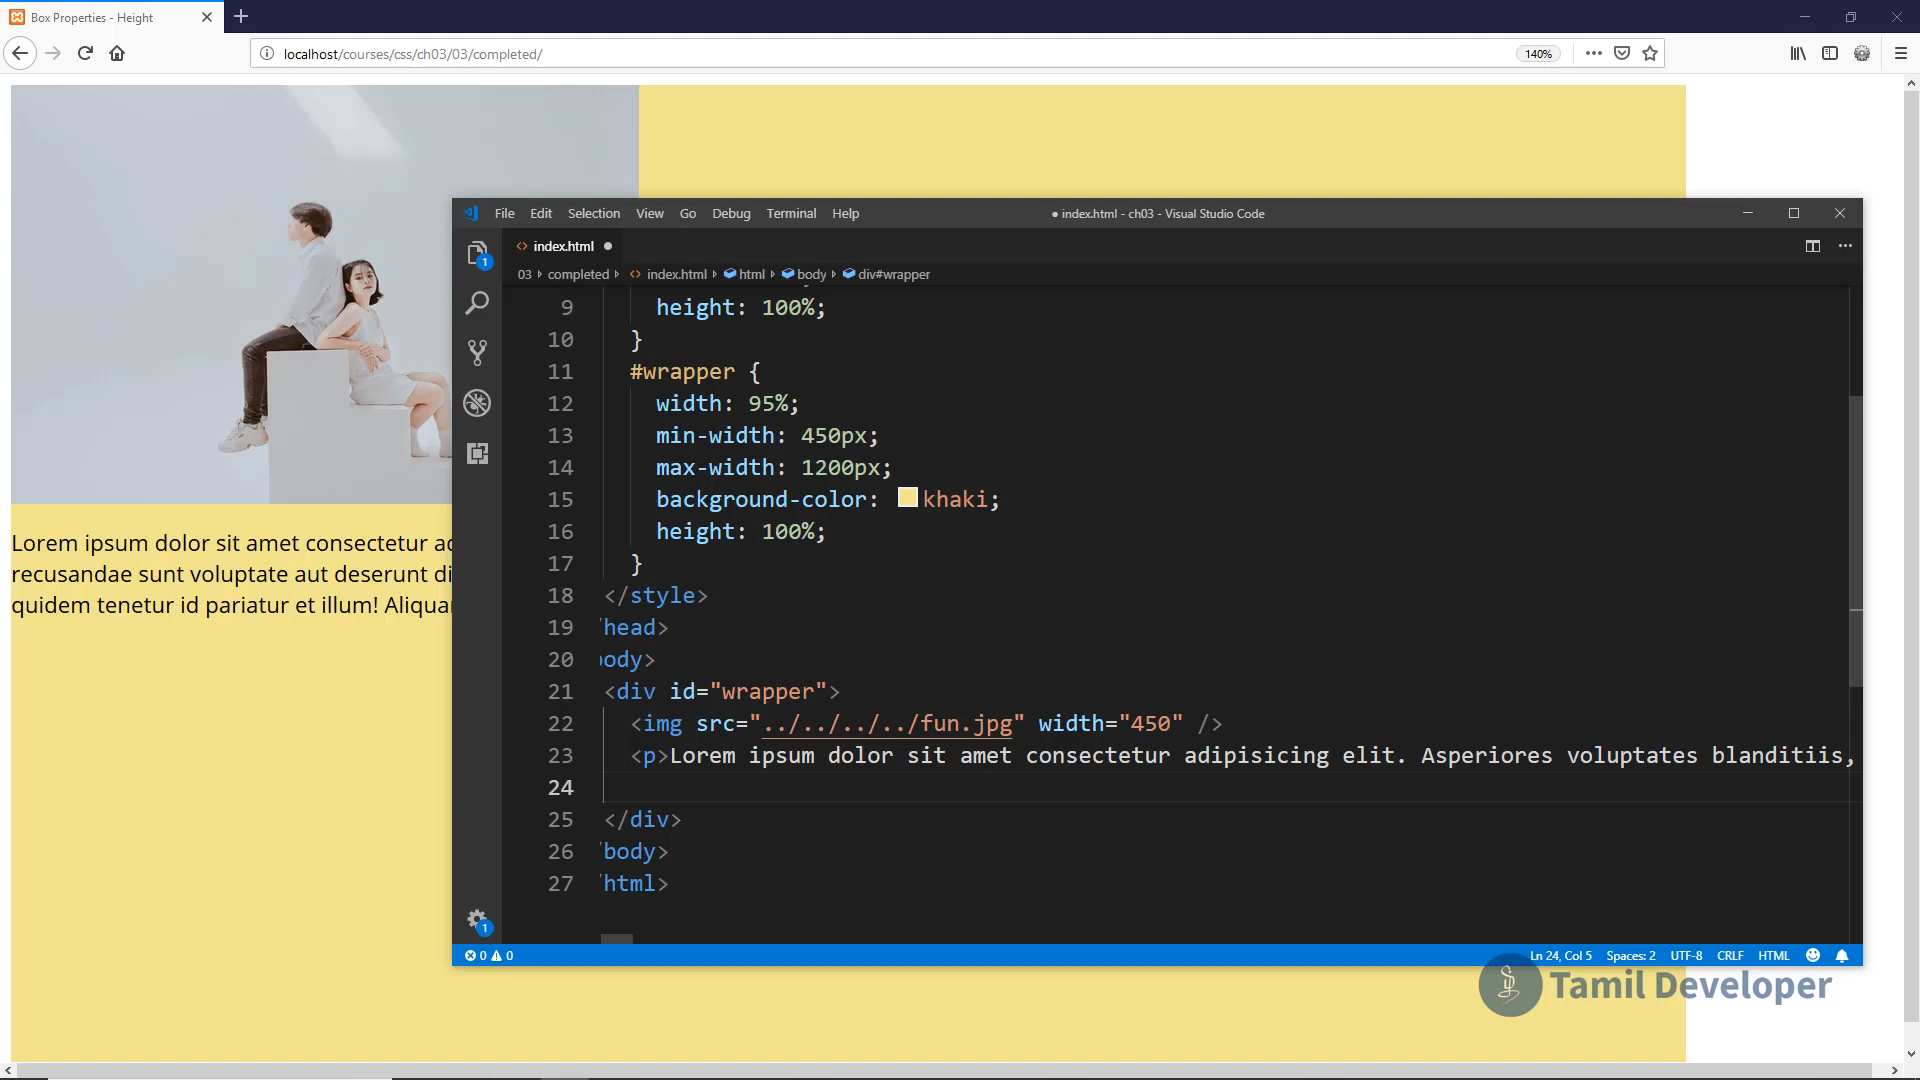 Box Properties - Height
localhost/courses/css/ch03/03/completed/
140%
Lorem ipsum dolor sit amet consectetur
recusandae sunt voluptate aut deserunt
quidem tenetur id pariatur et illum!
File Edit Selection View Go Debug Terminal Help
● index.html - ch03 - Visual Studio Code
index.html ●
03 completed index.html html body div#wrapper
9 height: 100%;
10 }
11 #wrapper {
12 width: 95%;
13 min-width: 450px;
14 max-width: 1200px;
15 background-color: khaki;
16 height: 100%;
17 }
18 </style>
19 /head>
20 body>
21 <div id="wrapper">
22 <img src="../../../../fun.jpg" width="450" />
23 <p>Lorem ipsum dolor sit amet consectetur adipisicing elit. Asperiores voluptates blanditiis,
24
25 </div>
26 /body>
27 /html>
1
1
0 0
Ln 24, Col 5 Spaces: 2 UTF-8 CRLF HTML
Tamil Developer